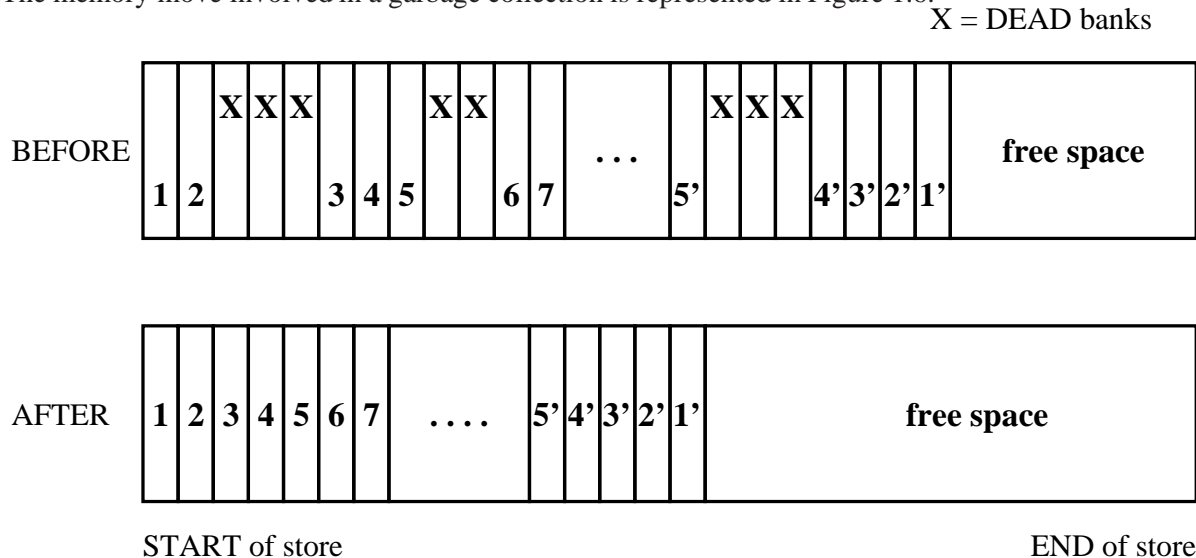 The memory move involved in a garbage collection is represented in Figure 1.8.
X = DEAD banks
X X X X X X X X
BEFORE . . . free space
1 2 3 4 5 6 7 5’ 4’ 3’ 2’ 1’
AFTER 1 2 3 4 5 6 7 . . . . 5’ 4’ 3’ 2’ 1’ free space
START of store END of store